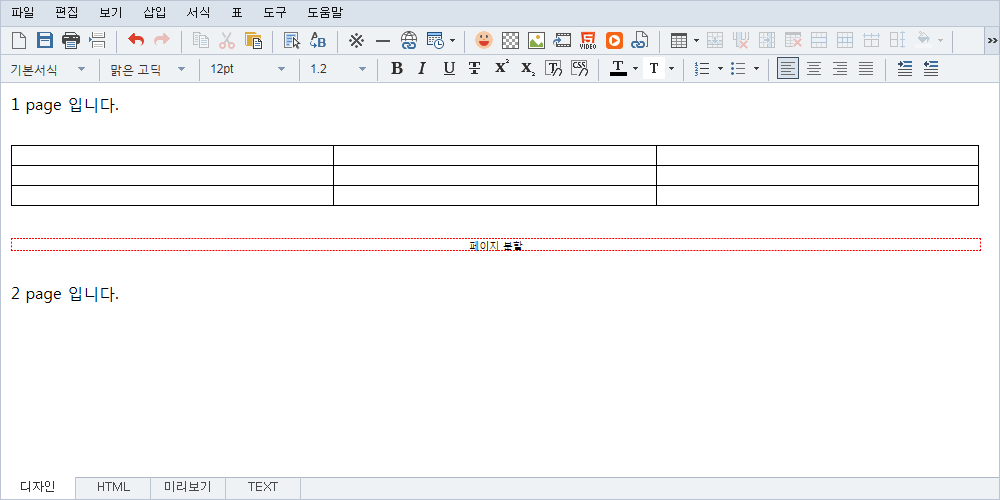 파일 편집 보기 삽입 서식 표 도구 도움말
기본서식 맑은 고딕 12pt 1.2
1 page 입니다.
페이지 분할
2 page 입니다.
디자인 HTML 미리보기 TEXT